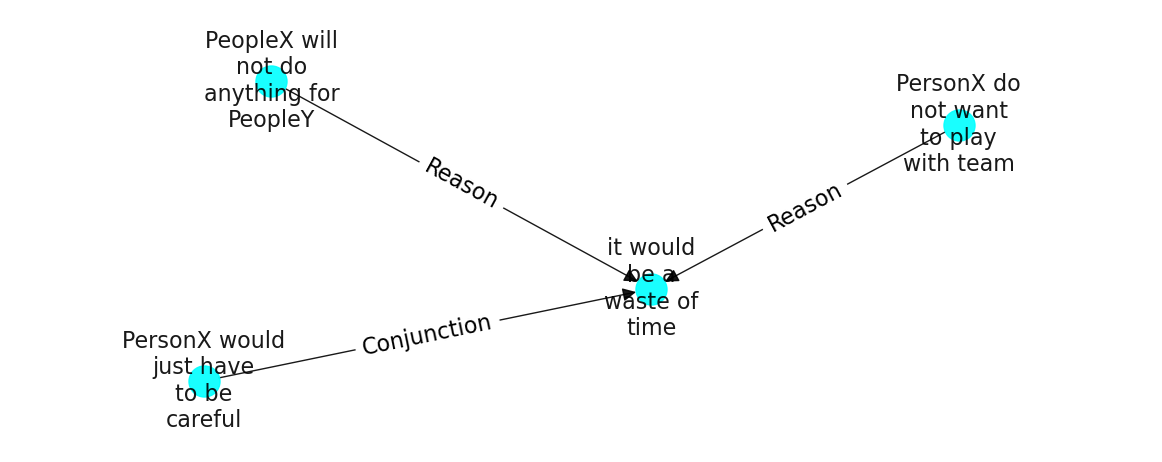 PeopleX will
not do
anything for
PeopleY
PersonX do
not want
to play
with team
Reason
Reason
it would
be a
waste of
time
Conjunction
PersonX would
just have
to be
careful